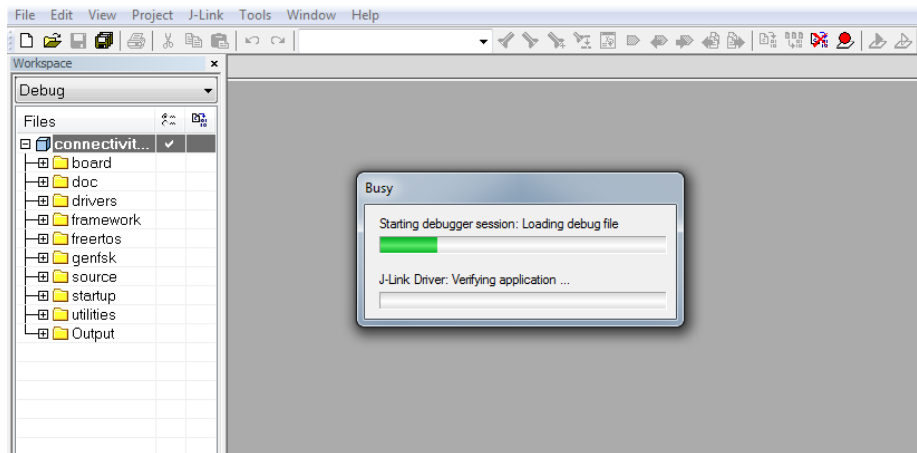 File Edit View Project J-Link Tools Window Help
Workspace
Debug
Files
connectivit...
board
doc
drivers
framework
freertos
genfsk
source
startup
utilities
Output
Busy
Starting debugger session: Loading debug file
J-Link Driver: Verifying application ...